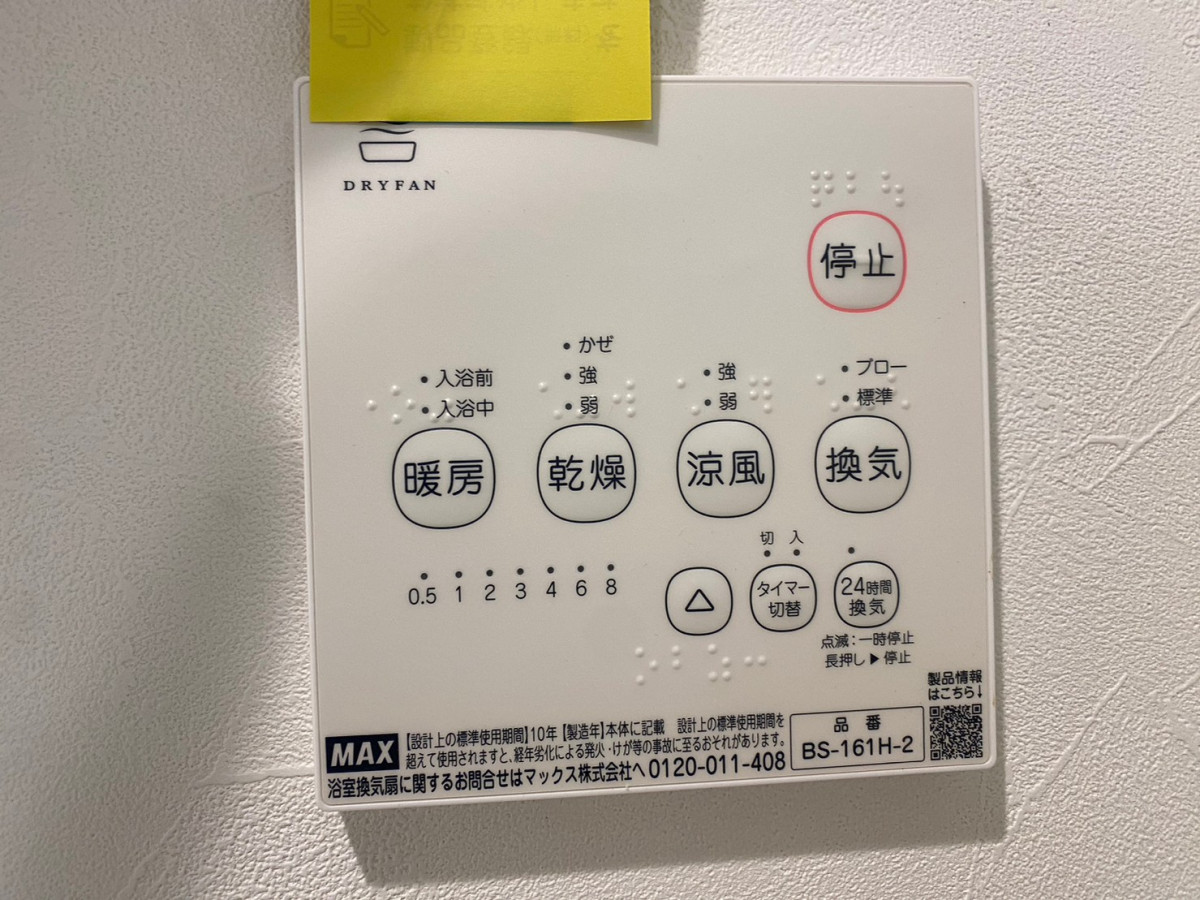 DRYFAN
停止
かぜ
入浴前
強
強
ブロー
入浴中
弱
弱
標準
暖房
乾燥
涼風
換気
切 入
0.5 1 2 3 4 6 8
△
タイマー
切替
24時間
換気
点滅:一時停止
長押し▶停止
製品情報
はこちら↓
MAX
【設計上の標準使用期間】10年 【製造年】本体に記載 設計上の標準使用期間を
超えて使用されますと、経年劣化による発火・けが等の事故に至るおそれがあります。
浴室換気扇に関するお問合せはマックス株式会社へ 0120-011-408
品 番
BS-161H-2